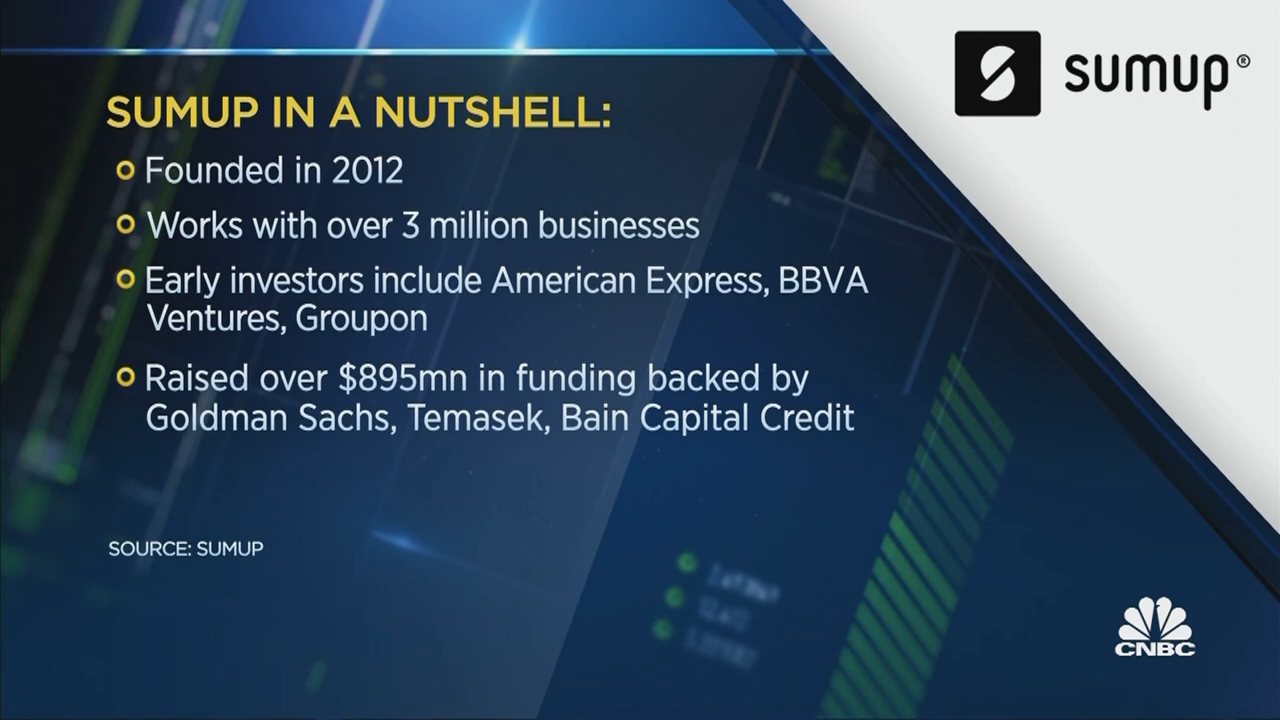 sumup®
SUMUP IN A NUTSHELL:
Founded in 2012
Works with over 3 million businesses
Early investors include American Express, BBVA
Ventures, Groupon
Raised over $895mn in funding backed by
Goldman Sachs, Temasek, Bain Capital Credit
SOURCE: SUMUP
CNBC